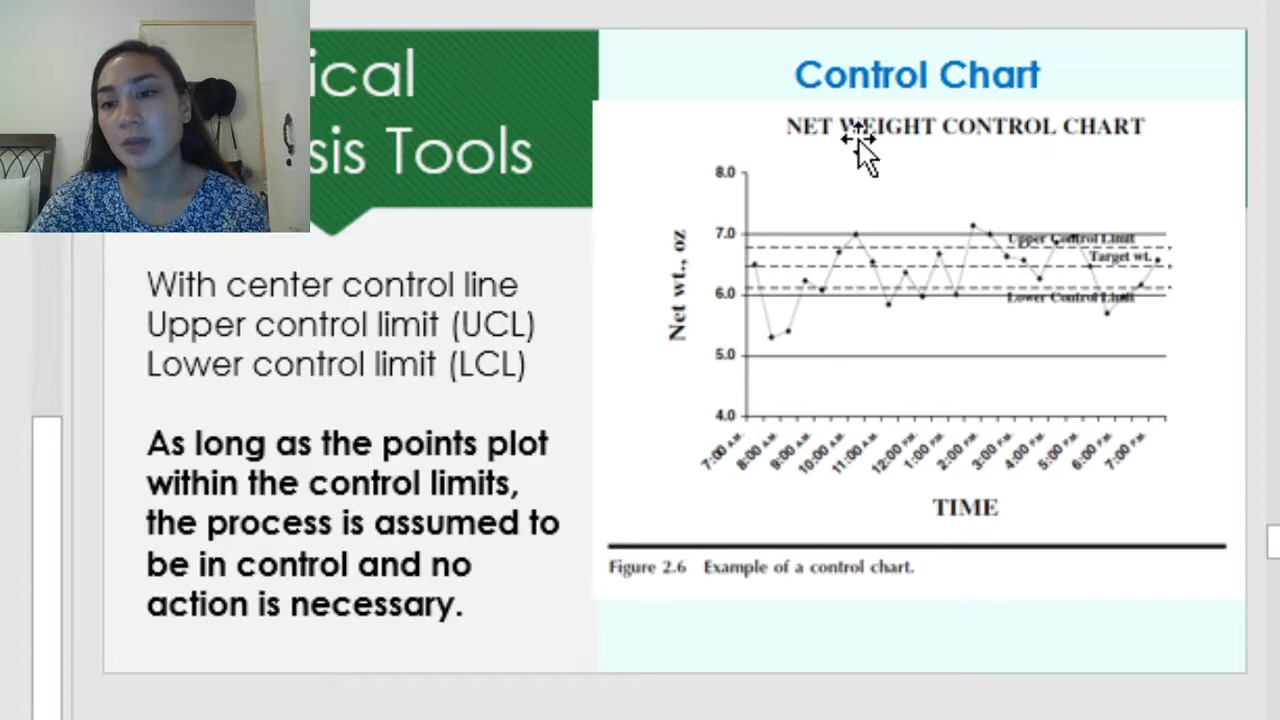 ical
sis Tools
With center control line
Upper control limit (UCL)
Lower control limit (LCL)
As long as the points plot
within the control limits,
the process is assumed to
be in control and no
action is necessary.
Control Chart
NET WEIGHT CONTROL CHART
Net wt., oz
8.0
7.0
6.0
5.0
4.0
Upper Control Limit
Target wt.
Lower Control Limit
7:00 A.M.
8:00 A.M.
9:00 A.M.
10:00 A.M.
11:00 A.M.
12:00 P.M.
1:00 P.M.
2:00 P.M.
3:00 P.M.
4:00 P.M.
5:00 P.M.
6:00 P.M.
7:00 P.M.
TIME
Figure 2.6 Example of a control chart.